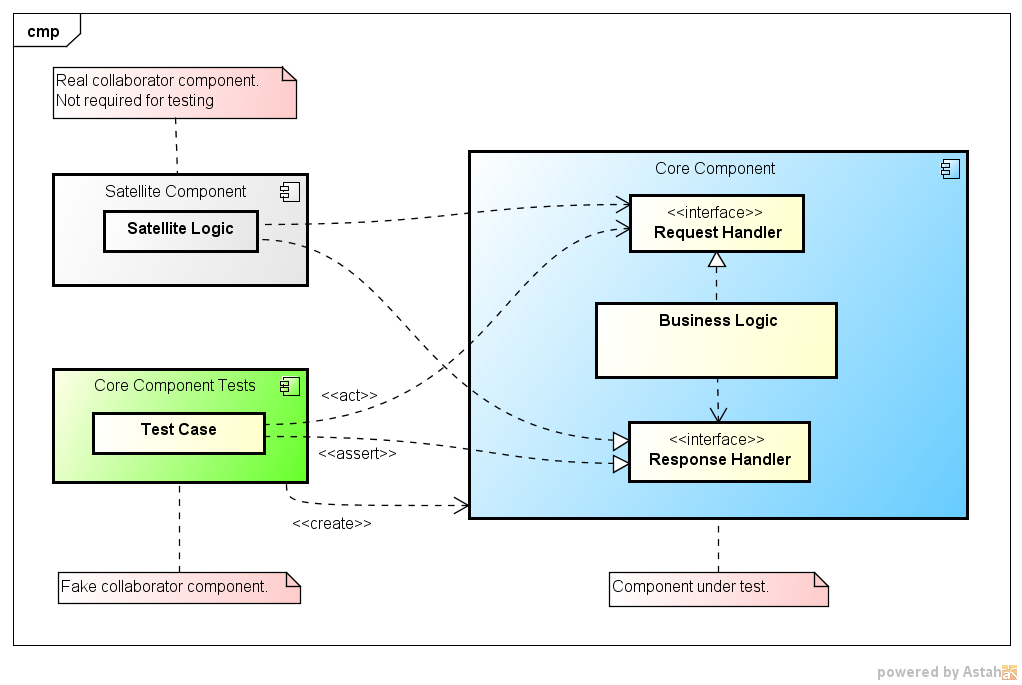 cmp
Real collaborator component.
Not required for testing
Satellite Component
Satellite Logic
Core Component
<<interface>>
Request Handler
Business Logic
<<interface>>
Response Handler
Core Component Tests
Test Case
<<act>>
<<assert>>
<<create>>
Fake collaborator component.
Component under test.
powered by Astah